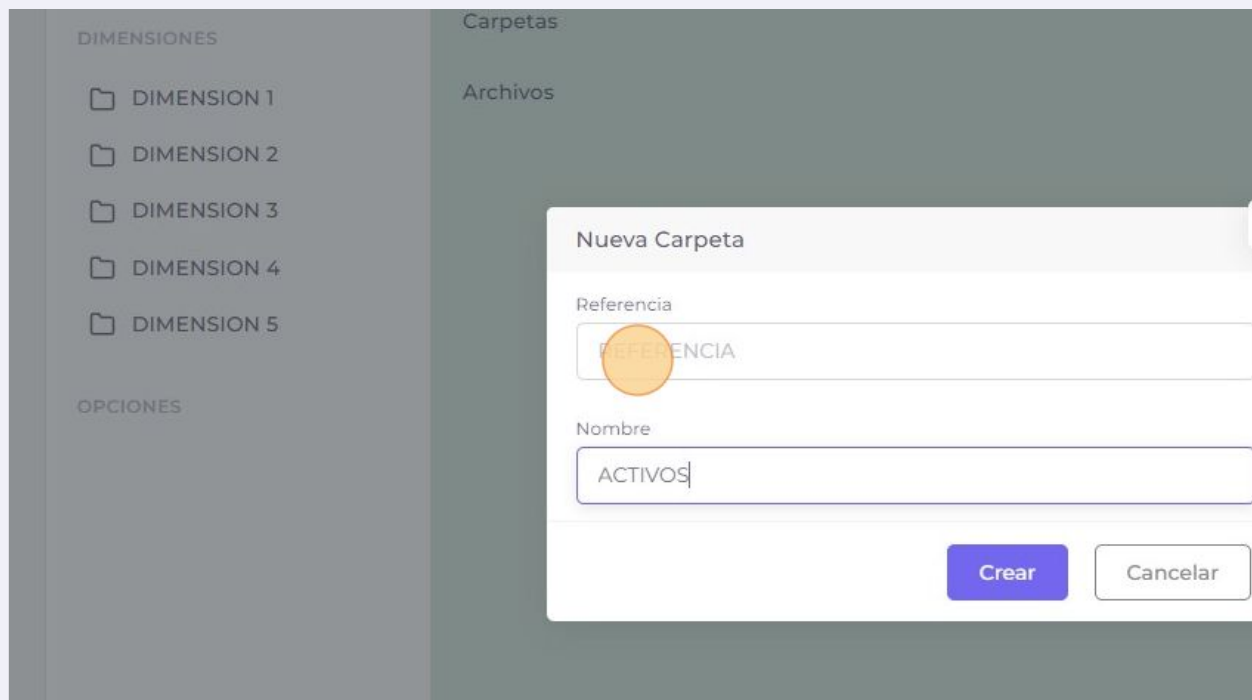 DIMENSIONES
DIMENSION 1
DIMENSION 2
DIMENSION 3
DIMENSION 4
DIMENSION 5
OPCIONES
Carpetas
Archivos
Nueva Carpeta
Referencia
REFERENCIA
Nombre
ACTIVOS
Crear
Cancelar